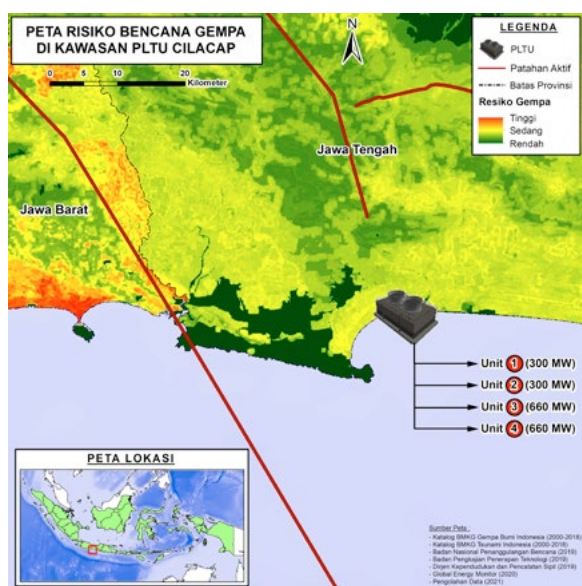 PETA RISIKO BENCANA GEMPA
DI KAWASAN PLTU CILACAP
0 5 10 20
Kilometer
N
LEGENDA
PLTU
Patahan Aktif
Batas Provinsi
Resiko Gempa
Tinggi
Sedang
Rendah
Jawa Tengah
Jawa Barat
Unit 1 (300 MW)
Unit 2 (300 MW)
Unit 3 (660 MW)
Unit 4 (660 MW)
PETA LOKASI
Sumber Peta :
- Katalog BMKG Gempa Bumi Indonesia (2000-2018)
- Katalog BMKG Tsunami Indonesia (2000-2018)
- Badan Nasional Penanggulangan Bencana (2019)
- Badan Pengkajian Penerapan Teknologi (2019)
- Dirjen Kependudukan dan Pencatatan Sipil (2019)
- Global Energy Monitor (2020)
- Pengolahan Data (2021)